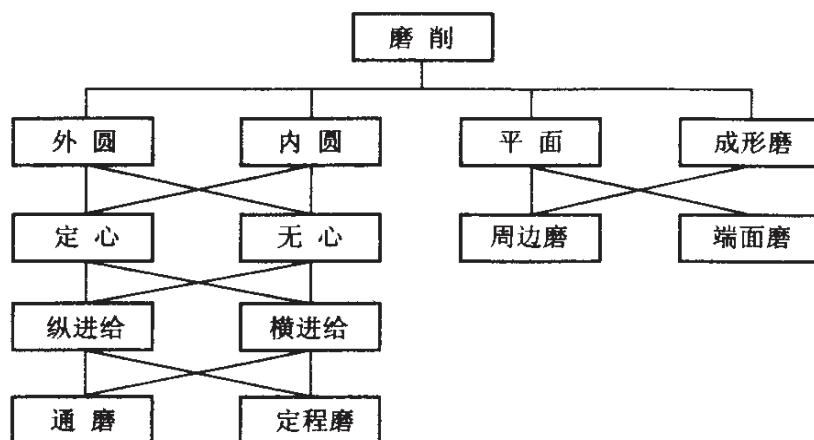 磨削
外圆 内圆 平面 成形磨
定心 无心 周边磨 端面磨
纵进给 横进给
通磨 定程磨